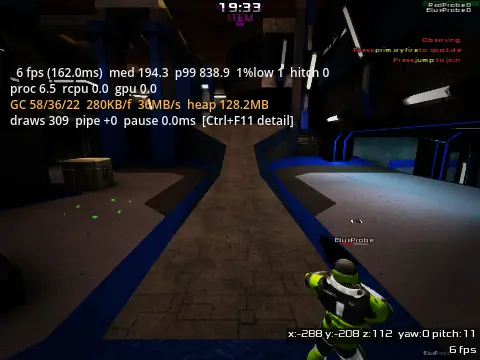 19:33
ITEM
RedProbe0
BluxProbe0
Observing
Press primary fire to spectate
Press jump to join
6 fps (162.0ms) med 194.3 p99 838.9 1%low 1 hitch 0
proc 6.5 rcpu 0.0 gpu 0.0
GC 58/36/22 280KB/f 36MB/s heap 128.2MB
draws 309 pipe +0 pause 0.0ms [Ctrl+F11 detail]
BluxProbe
x:-288 y:-208 z:112 yaw:0 pitch:11
6 fps